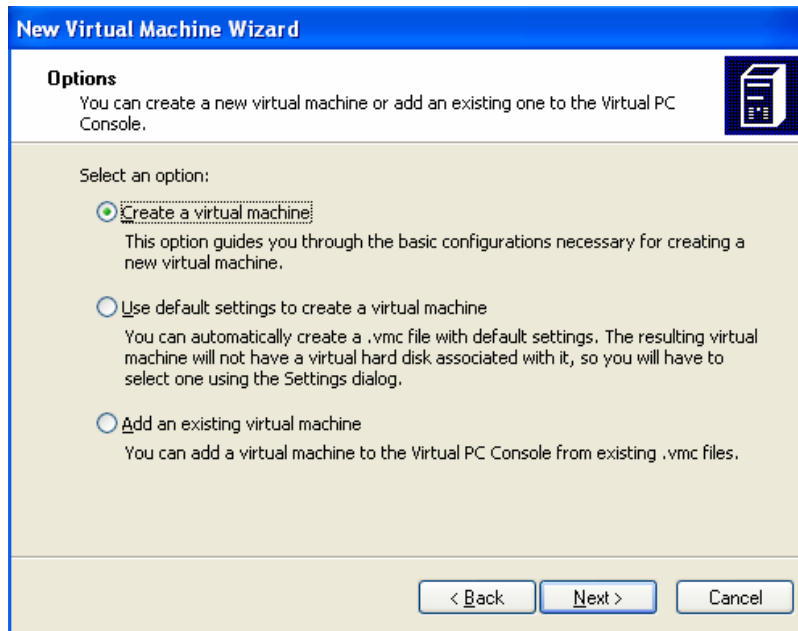 New Virtual Machine Wizard
Options
You can create a new virtual machine or add an existing one to the Virtual PC
Console.
Select an option:
Create a virtual machine
This option guides you through the basic configurations necessary for creating a
new virtual machine.
Use default settings to create a virtual machine
You can automatically create a .vmc file with default settings. The resulting virtual
machine will not have a virtual hard disk associated with it, so you will have to
select one using the Settings dialog.
Add an existing virtual machine
You can add a virtual machine to the Virtual PC Console from existing .vmc files.
< Back Next > Cancel